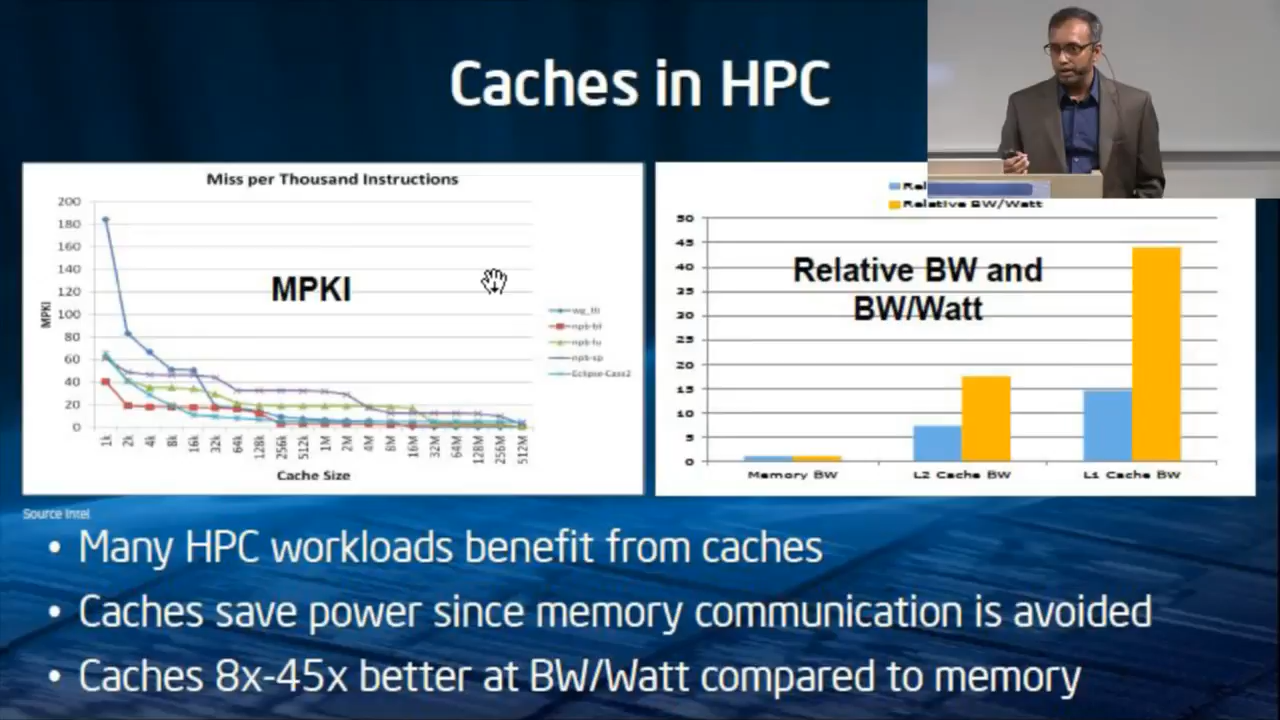 Caches in HPC
Miss per Thousand Instructions
200
180
160
140
120
100
80
60
40
20
0
MPKI
MPKI
1k
2k
4k
8k
16k
32k
64k
128k
256k
512k
1M
2M
4M
8M
16M
32M
64M
128M
256M
512M
Cache Size
npb-sp
Eclipse-Case2
Relative BW/Watt
50
45
40
35
30
25
20
15
10
5
0
Relative BW and
BW/Watt
Memory BW
L2 Cache BW
L1 Cache BW
Source Intel
• Many HPC workloads benefit from caches
• Caches save power since memory communication is avoided
• Caches 8x-45x better at BW/Watt compared to memory